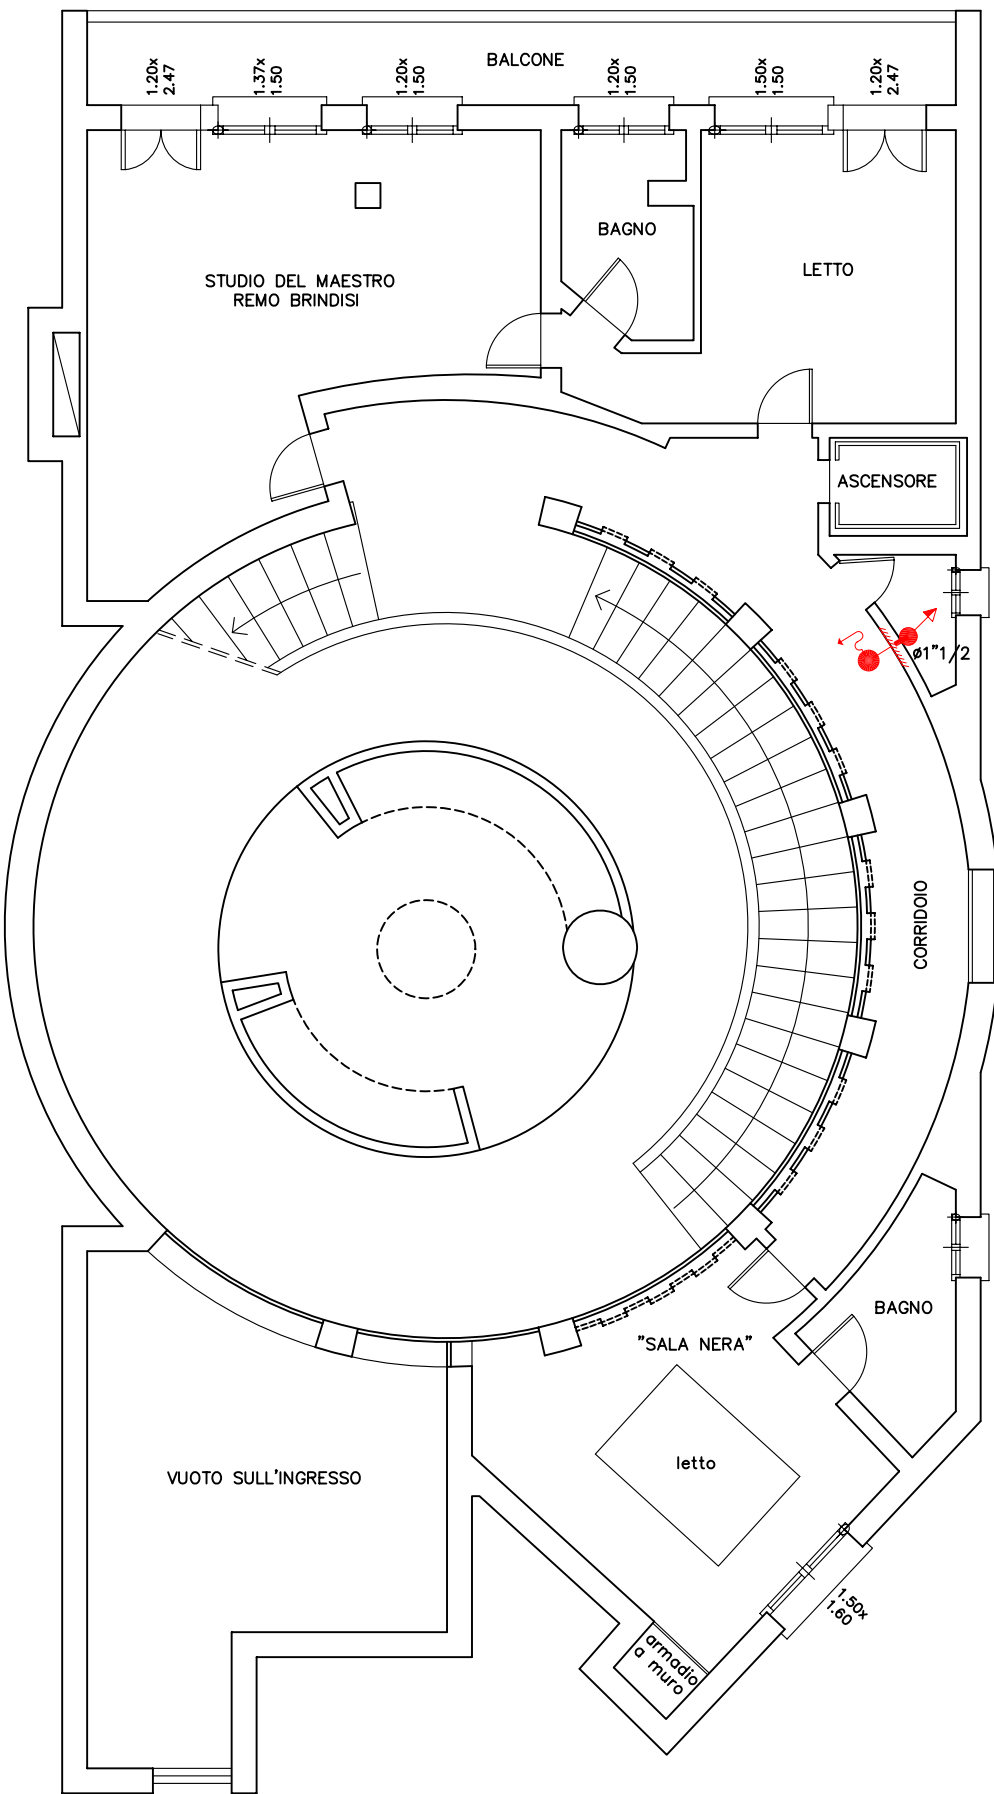 BALCONE
1.20x
2.47
1.37x
1.50
1.20x
1.50
1.20x
1.50
1.50x
1.50
1.20x
2.47
BAGNO
LETTO
STUDIO DEL MAESTRO
REMO BRINDISI
ASCENSORE
ø1"1/2
CORRIDOIO
BAGNO
"SALA NERA"
letto
VUOTO SULL'INGRESSO
1.50x
1.60
armadio
a muro